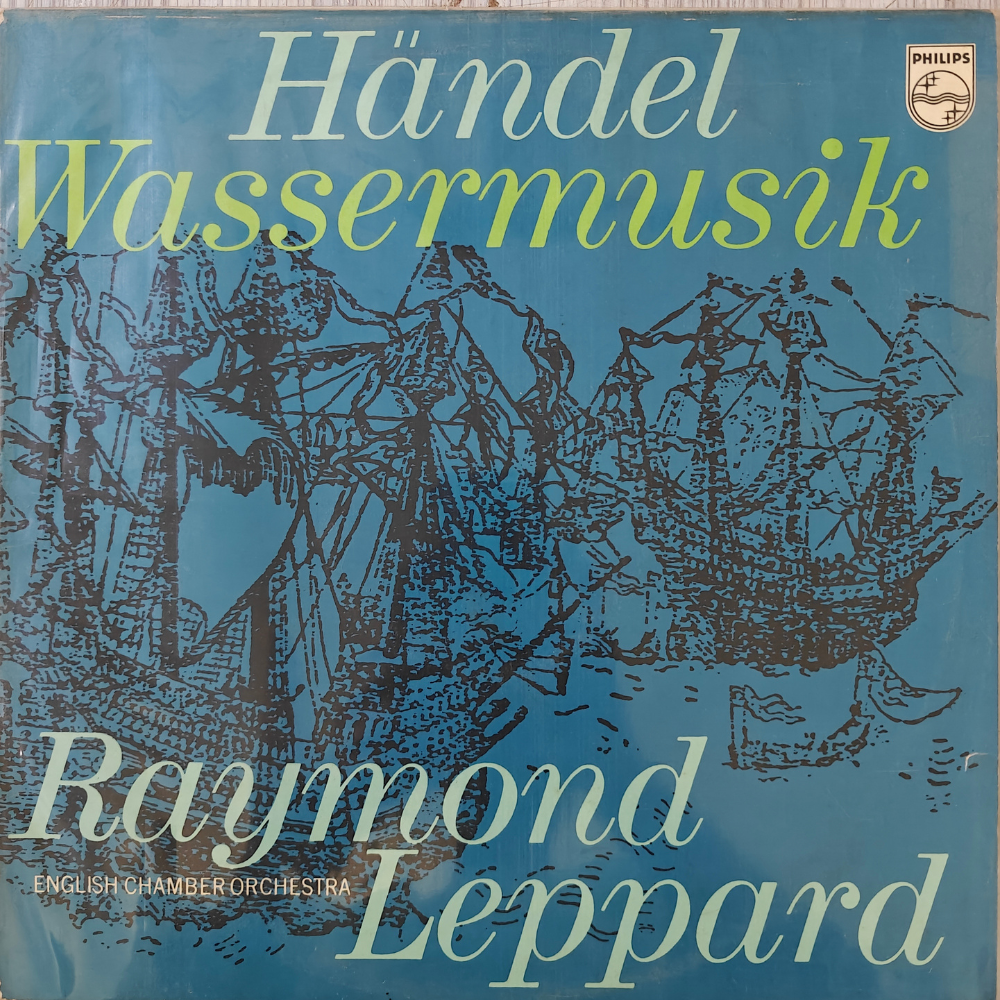 Händel
PHILIPS
Wassermusik
Raymond
ENGLISH CHAMBER ORCHESTRA
Leppard